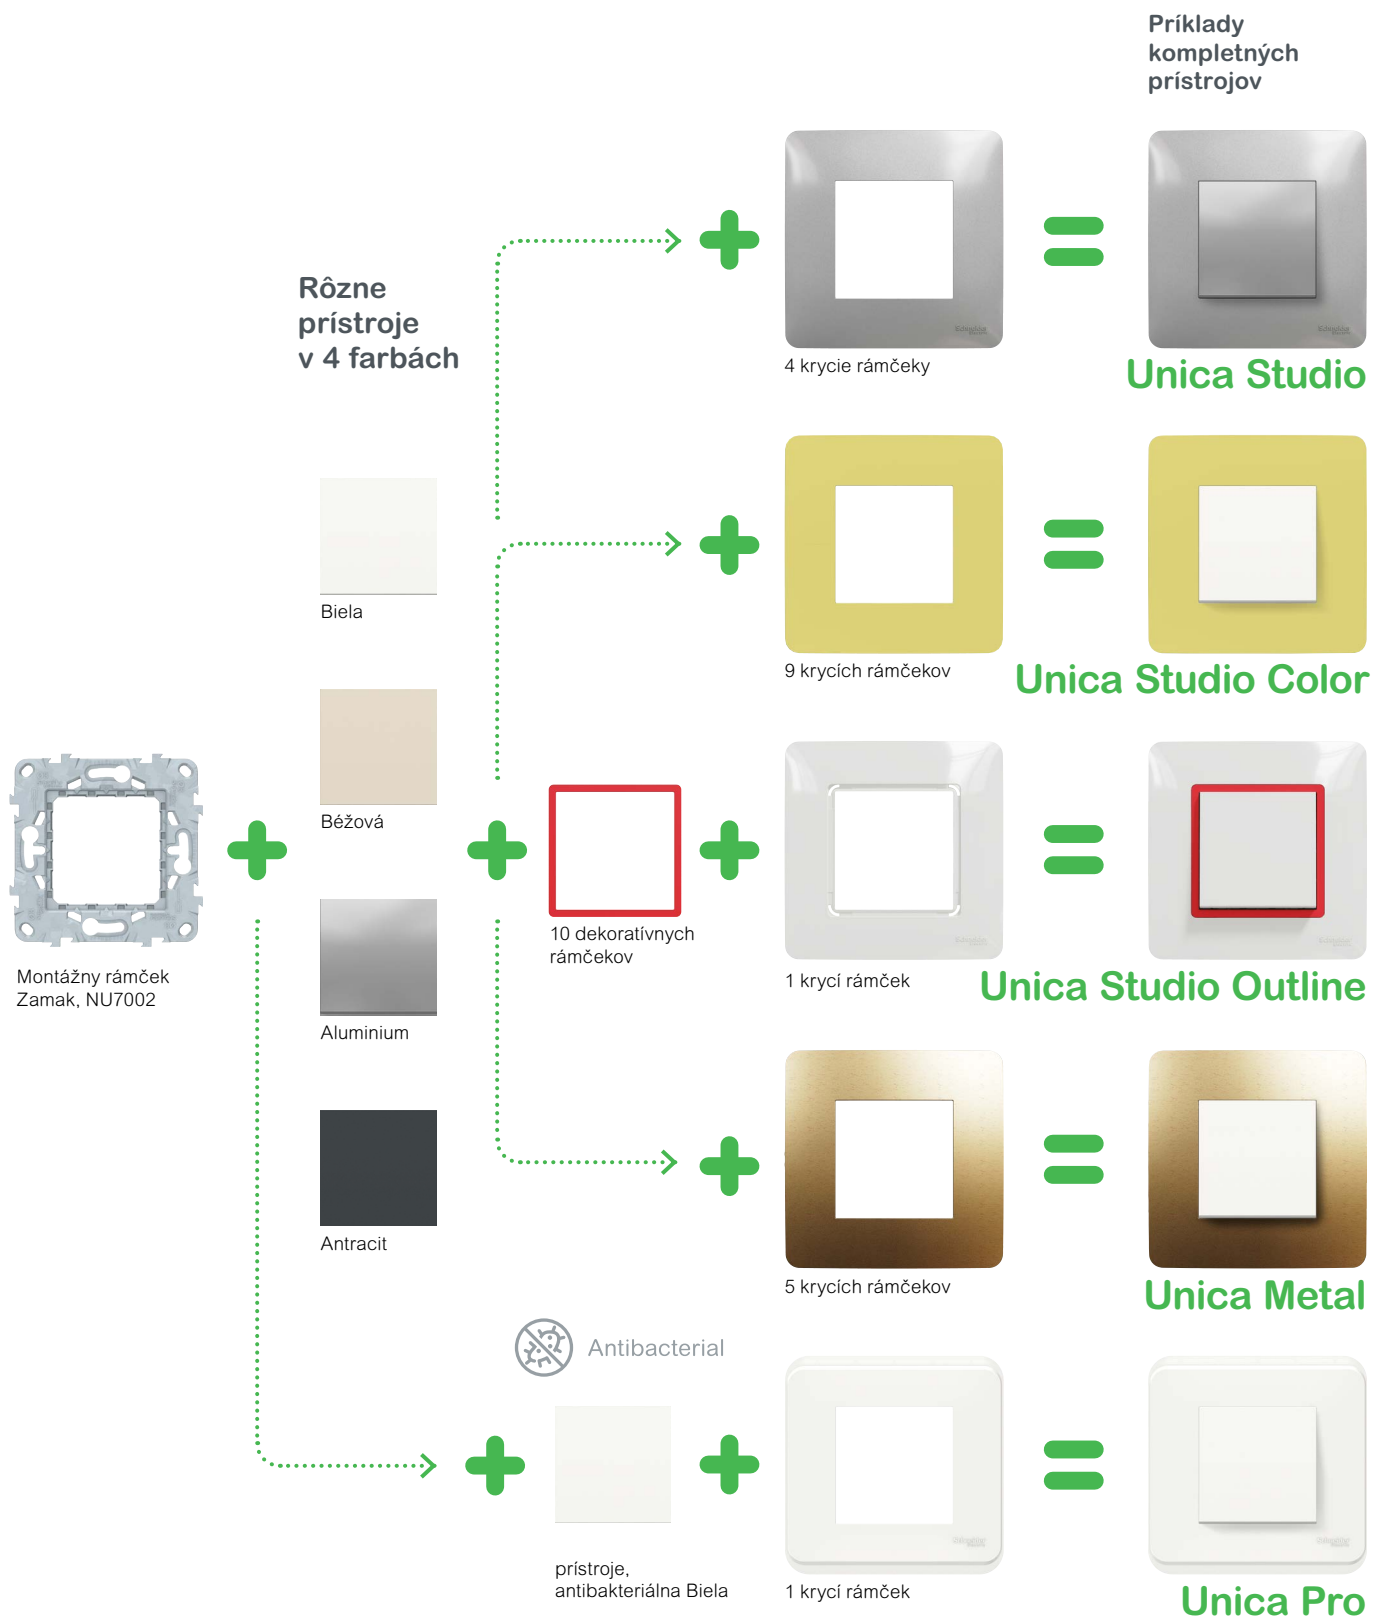 Príklady
kompletných
prístrojov
Rôzne
prístroje
v 4 farbách
4 krycie rámčeky
Unica Studio
Biela
9 krycích rámčekov
Unica Studio Color
Béžová
Montážny rámček
Zamak, NU7002
10 dekoratívnych
rámčekov
1 krycí rámček
Unica Studio Outline
Aluminium
Antracit
5 krycích rámčekov
Unica Metal
Antibacterial
prístroje,
antibakteriálna Biela
1 krycí rámček
Unica Pro